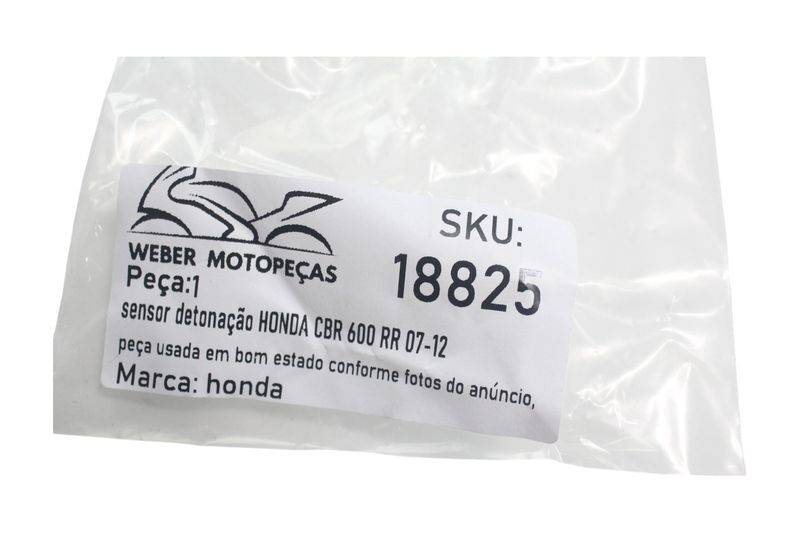 WEBER MOTOPEÇAS
SKU:
18825
Peça:1
sensor detonação HONDA CBR 600 RR 07-12
peça usada em bom estado conforme fotos do anúncio,
Marca: honda